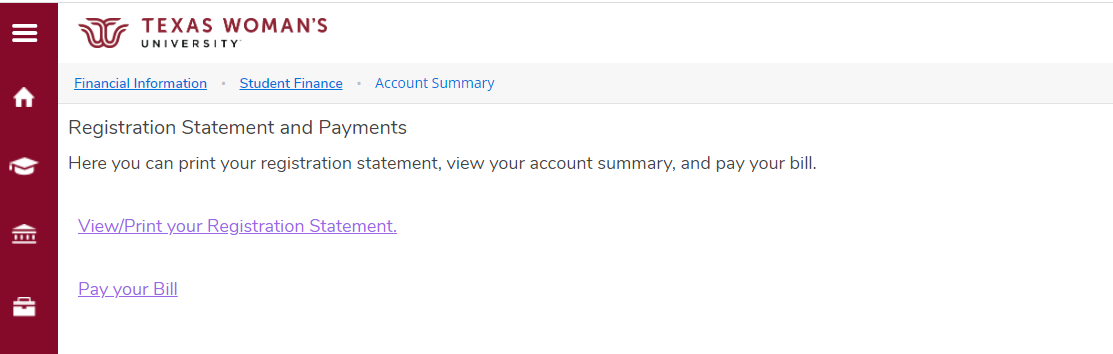 TEXAS WOMAN'S
UNIVERSITY
Financial Information • Student Finance • Account Summary
Registration Statement and Payments
Here you can print your registration statement, view your account summary, and pay your bill.
View/Print your Registration Statement.
Pay your Bill